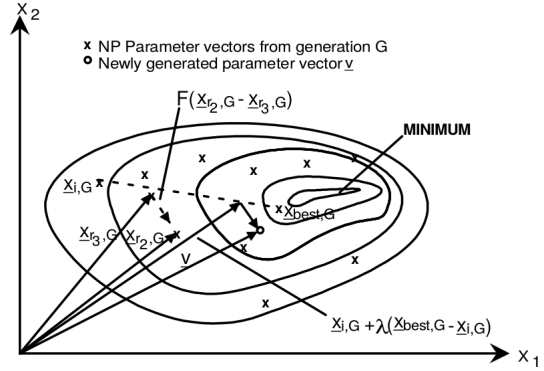 X2
x NP Parameter vectors from generation G
o Newly generated parameter vector v
F(xr2,G - xr3,G)
MINIMUM
xi,G
xbest,G
xr3,G
xr2,G
v
xi,G + λ(xbest,G - xi,G)
X1